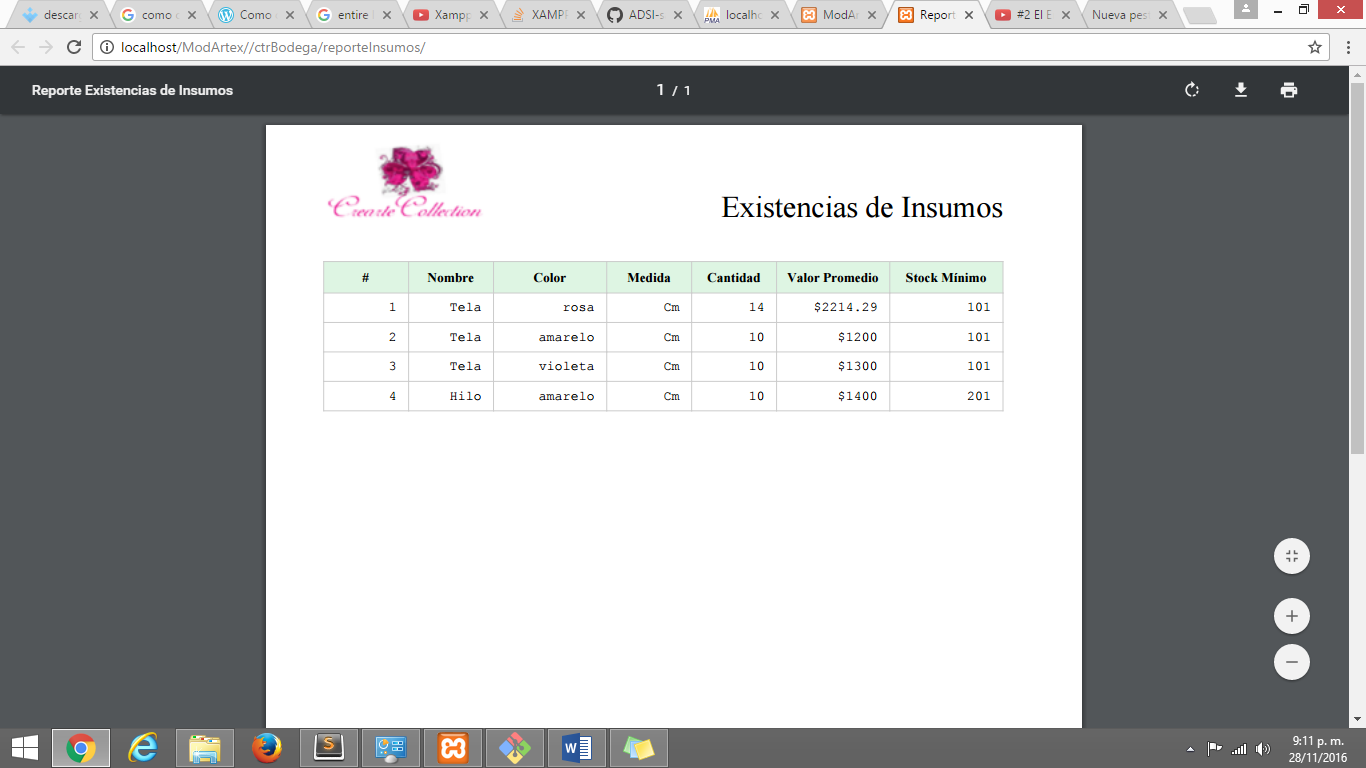 descar
como
Como
entire
Xampp
XAMPP
ADSI-s
localho
ModAr
Report
#2 El E
Nueva pest
localhost/ModArtex//ctrBodega/reporteInsumos/
Reporte Existencias de Insumos
1 / 1
Crearte Collection
Existencias de Insumos
# Nombre Color Medida Cantidad Valor Promedio Stock Mínimo
1 Tela rosa Cm 14 $2214.29 101
2 Tela amarelo Cm 10 $1200 101
3 Tela violeta Cm 10 $1300 101
4 Hilo amarelo Cm 10 $1400 201
9:11 p. m.
28/11/2016